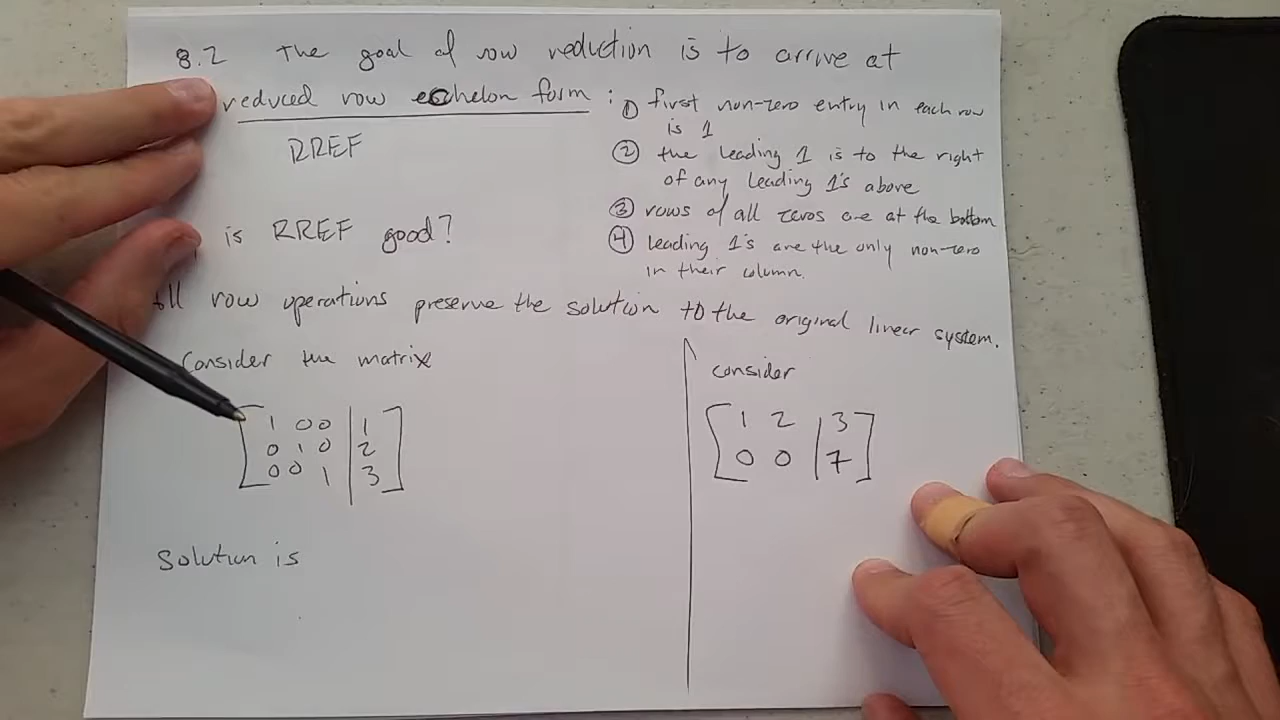 8.2 The goal of row reduction is to arrive at
reduced row echelon form :
RREF
① first non-zero entry in each row
is 1
② the leading 1 is to the right
of any leading 1's above
③ rows of all zeros are at the bottom
④ leading 1's are the only non-zero
in their column.
is RREF good?
row operations preserve the solution to the original linear system.
Consider the matrix
1 0 0 | 1
0 1 0 | 2
0 0 1 | 3
Solution is
consider
1 2 | 3
0 0 | 7